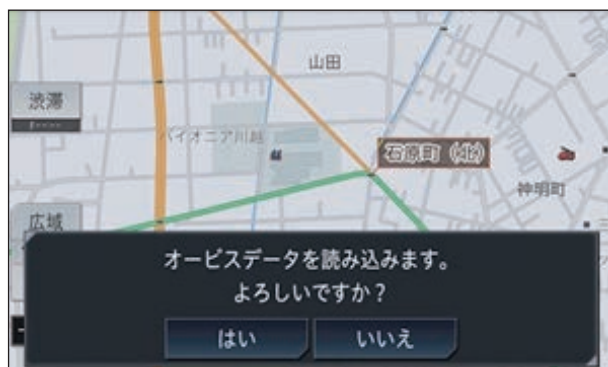 山田
渋滞
パイオニア川越
石原町（北）
神明町
広域
オービスデータを読み込みます。
よろしいですか？
はい
いいえ